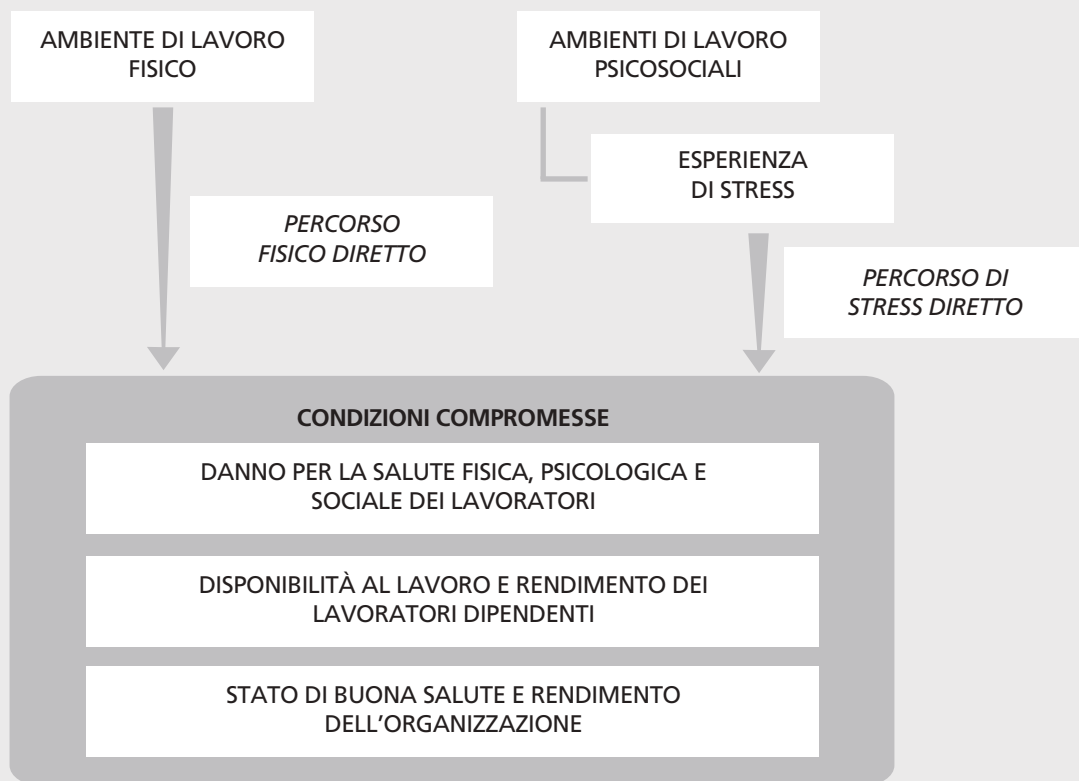 AMBIENTE DI LAVORO
FISICO
AMBIENTI DI LAVORO
PSICOSOCIALI
ESPERIENZA
DI STRESS
PERCORSO
FISICO DIRETTO
PERCORSO DI
STRESS DIRETTO
CONDIZIONI COMPROMESSE
DANNO PER LA SALUTE FISICA, PSICOLOGICA E
SOCIALE DEI LAVORATORI
DISPONIBILITÀ AL LAVORO E RENDIMENTO DEI
LAVORATORI DIPENDENTI
STATO DI BUONA SALUTE E RENDIMENTO
DELL’ORGANIZZAZIONE